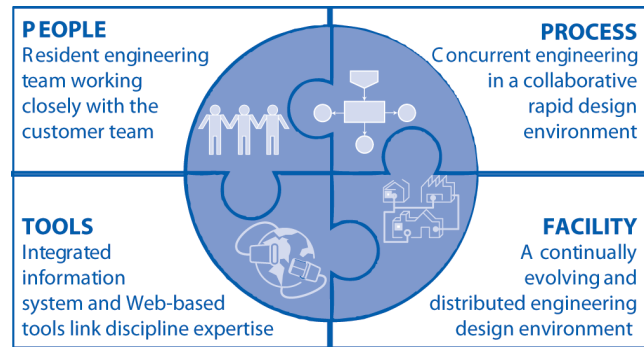 PEOPLE
Resident engineering
team working
closely with the
customer team
PROCESS
Concurrent engineering
in a collaborative
rapid design
environment
TOOLS
Integrated
information
system and Web-based
tools link discipline expertise
FACILITY
A continually
evolving and
distributed engineering
design environment